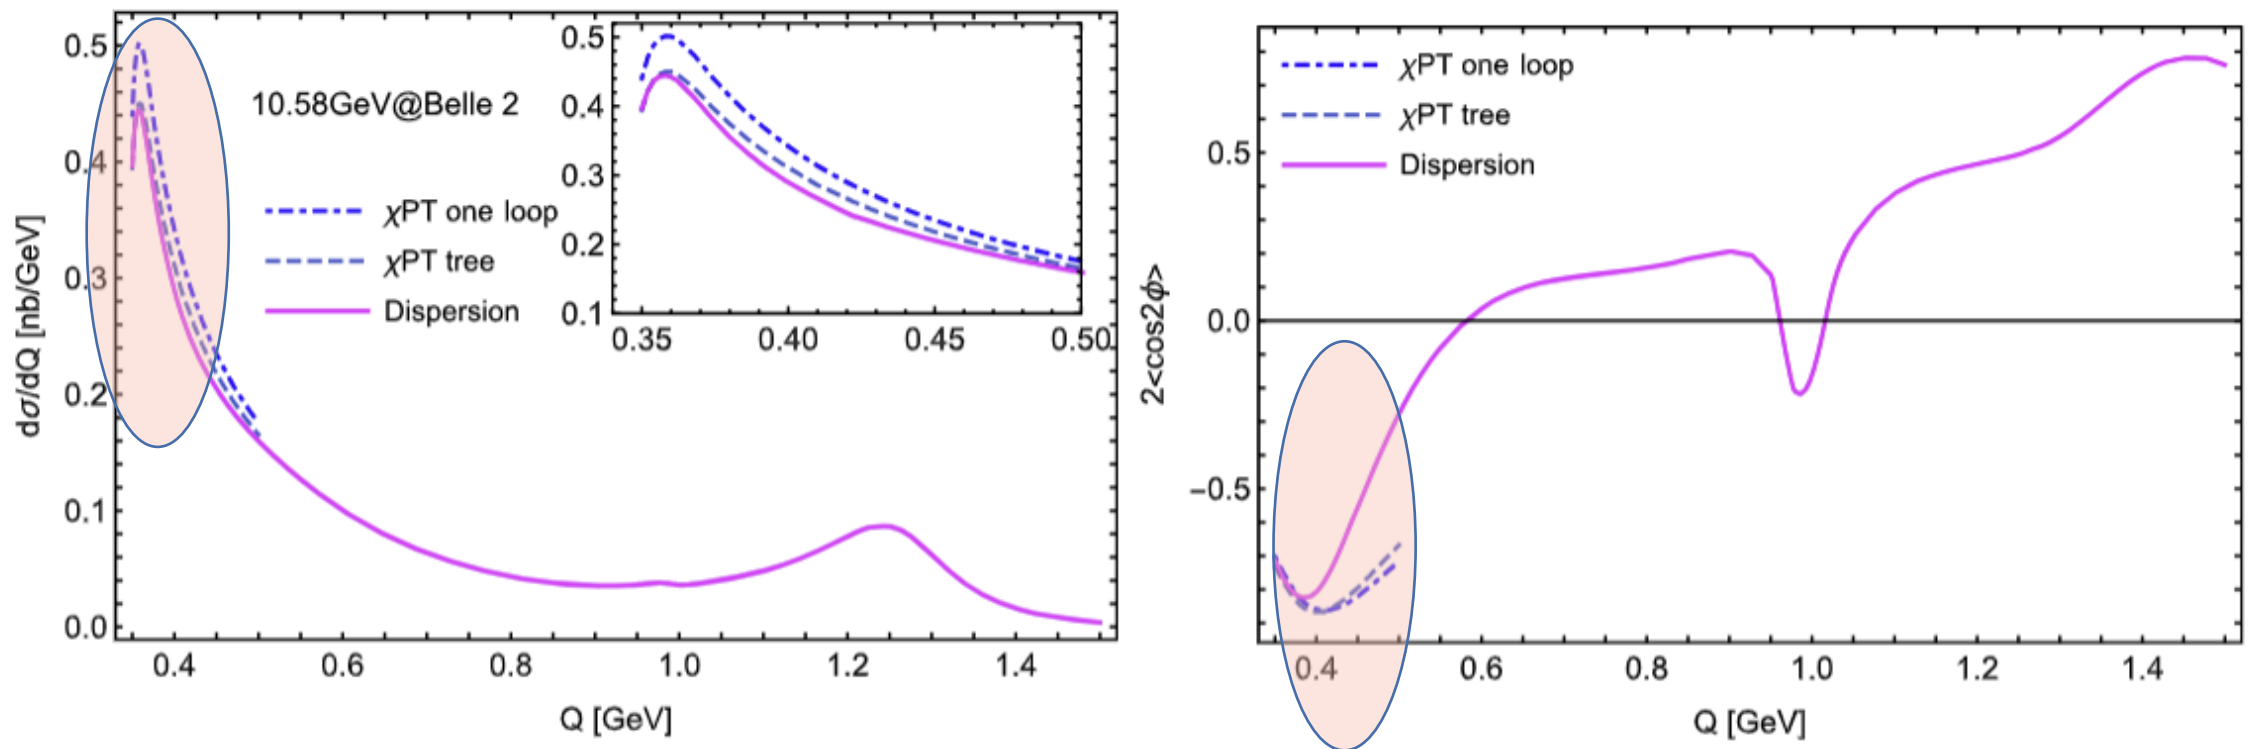 0.5
0.4
0.3
0.2
0.1
0.0
dσ/dQ [nb/GeV]
10.58GeV@Belle 2
χPT one loop
χPT tree
Dispersion
0.5
0.4
0.3
0.2
0.1
0.35 0.40 0.45 0.50
0.4 0.6 0.8 1.0 1.2 1.4
Q [GeV]
2<cos2ϕ>
0.5
0.0
−0.5
χPT one loop
χPT tree
Dispersion
0.4 0.6 0.8 1.0 1.2 1.4
Q [GeV]